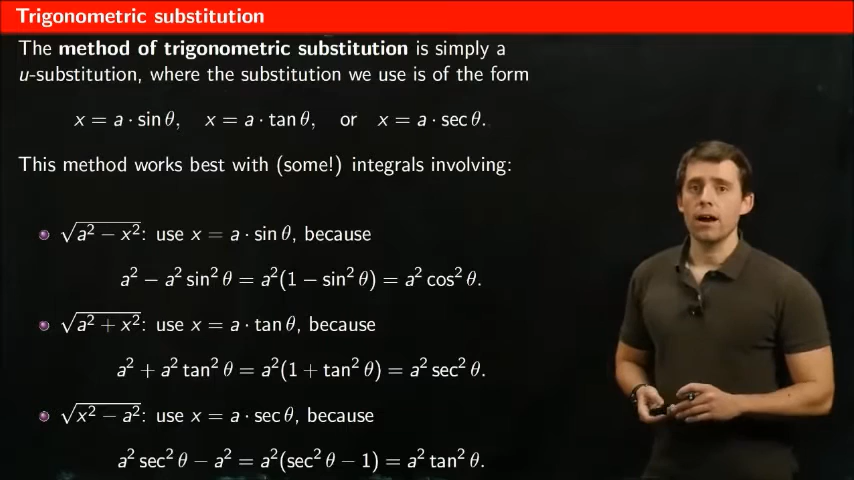 Trigonometric substitution
The method of trigonometric substitution is simply a
u-substitution, where the substitution we use is of the form
x = a · sin θ, x = a · tan θ, or x = a · sec θ.
This method works best with (some!) integrals involving:
√(a² − x²): use x = a · sin θ, because
a² − a² sin² θ = a²(1 − sin² θ) = a² cos² θ.
√(a² + x²): use x = a · tan θ, because
a² + a² tan² θ = a²(1 + tan² θ) = a² sec² θ.
√(x² − a²): use x = a · sec θ, because
a² sec² θ − a² = a²(sec² θ − 1) = a² tan² θ.